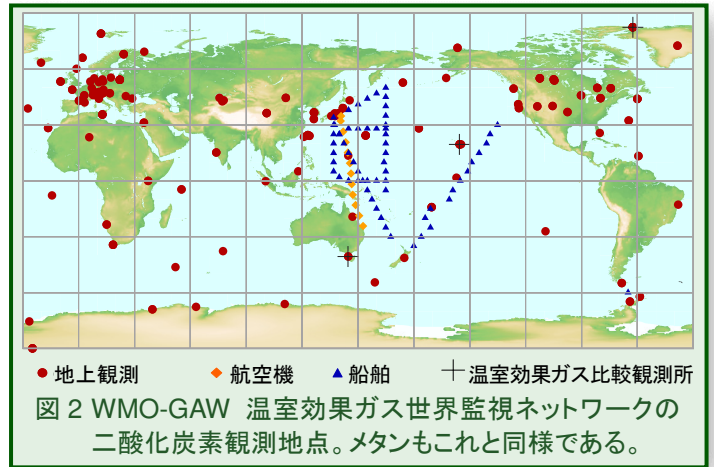 地上観測 航空機 船舶 温室効果ガス比較観測所
図 2 WMO-GAW 温室効果ガス世界監視ネットワークの
二酸化炭素観測地点。メタンもこれと同様である。